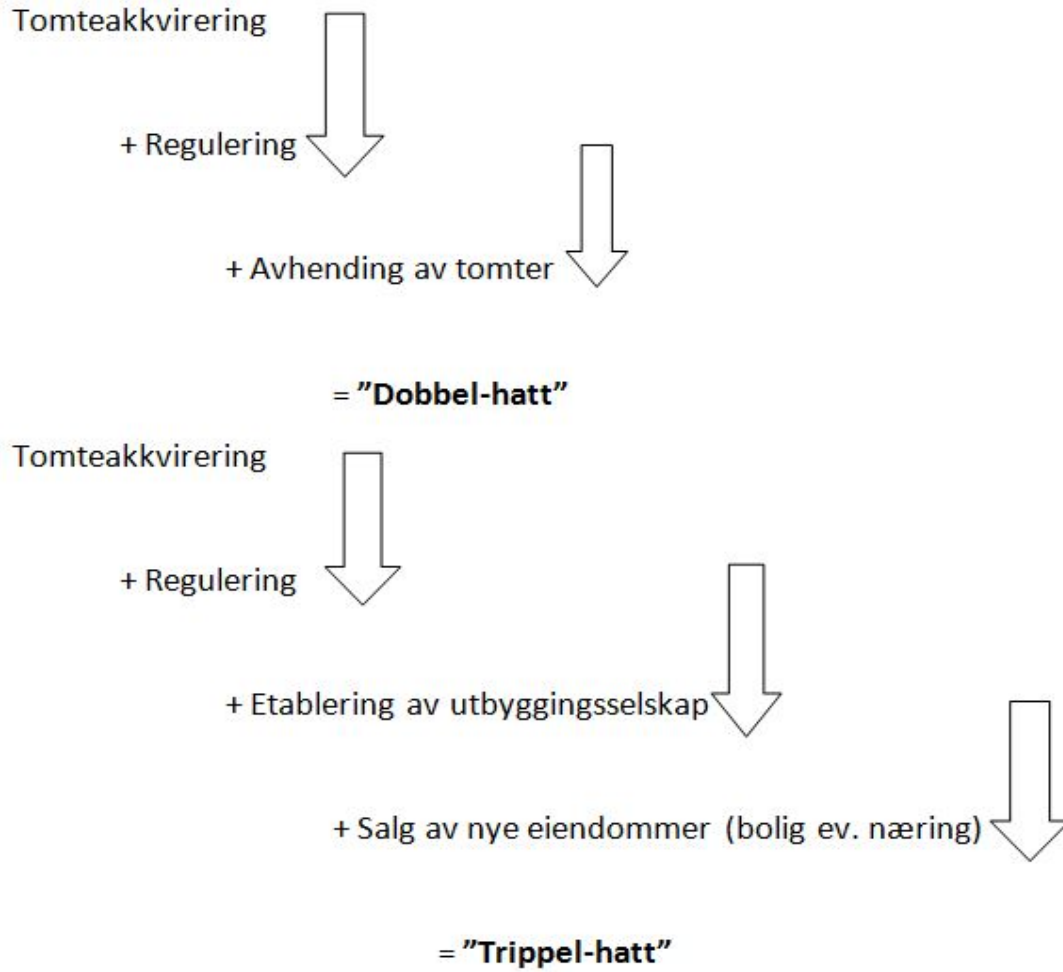 Tomteakkvirering
+ Regulering
+ Avhending av tomter
= ”Dobbel-hatt”
Tomteakkvirering
+ Regulering
+ Etablering av utbyggingsselskap
+ Salg av nye eiendommer (bolig ev. næring)
= ”Trippel-hatt”